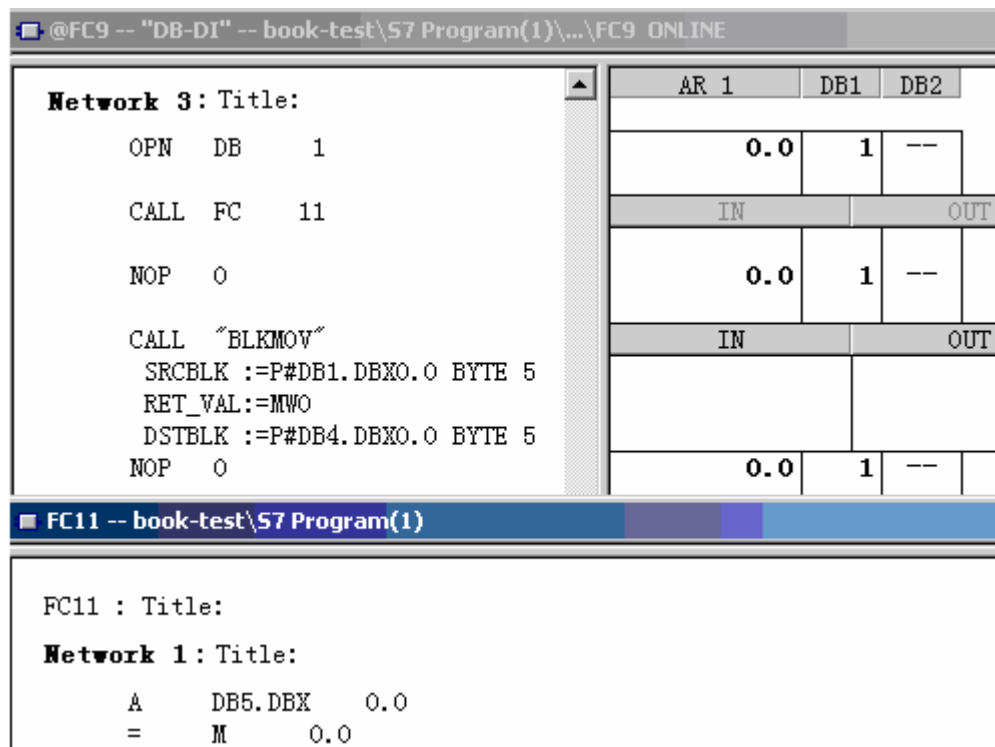 @FC9 -- "DB-DI" -- book-test\S7 Program(1)\...\FC9 ONLINE
Network 3: Title:
OPN DB 1
CALL FC 11
NOP 0
CALL "BLKMOV"
SRCBLK :=P#DB1.DBX0.0 BYTE 5
RET_VAL:=MW0
DSTBLK :=P#DB4.DBX0.0 BYTE 5
NOP 0
AR 1 DB1 DB2
0.0 1 --
IN OUT
0.0 1 --
IN OUT
0.0 1 --
FC11 -- book-test\S7 Program(1)
FC11 : Title:
Network 1: Title:
A DB5.DBX 0.0
= M 0.0